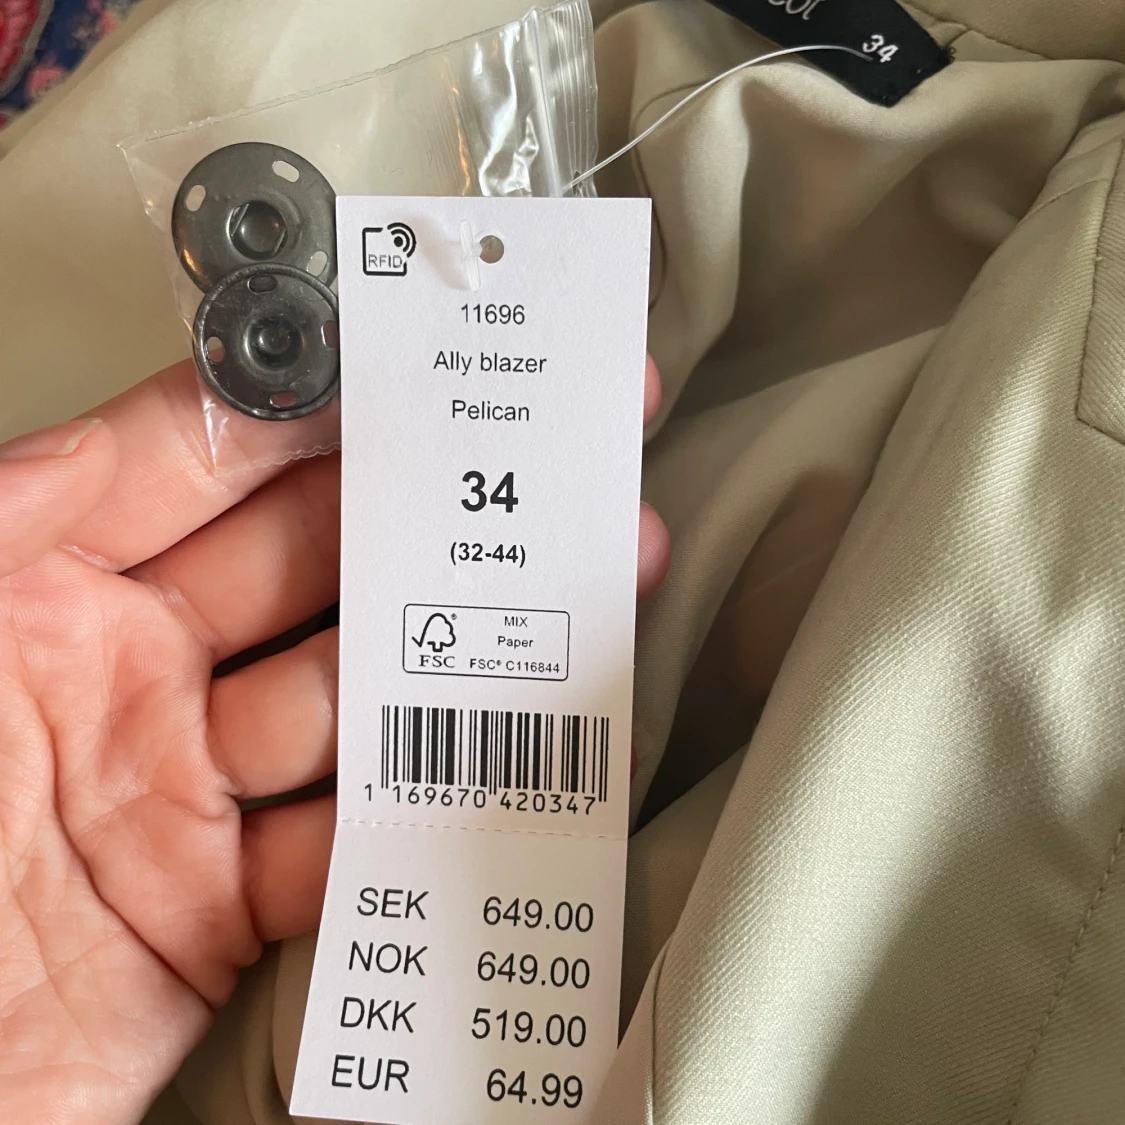 34
RFID
11696
Ally blazer
Pelican
34
(32-44)
FSC®
MIX
Paper
FSC® C116844
1 169670 420347
SEK 649.00
NOK 649.00
DKK 519.00
EUR 64.99